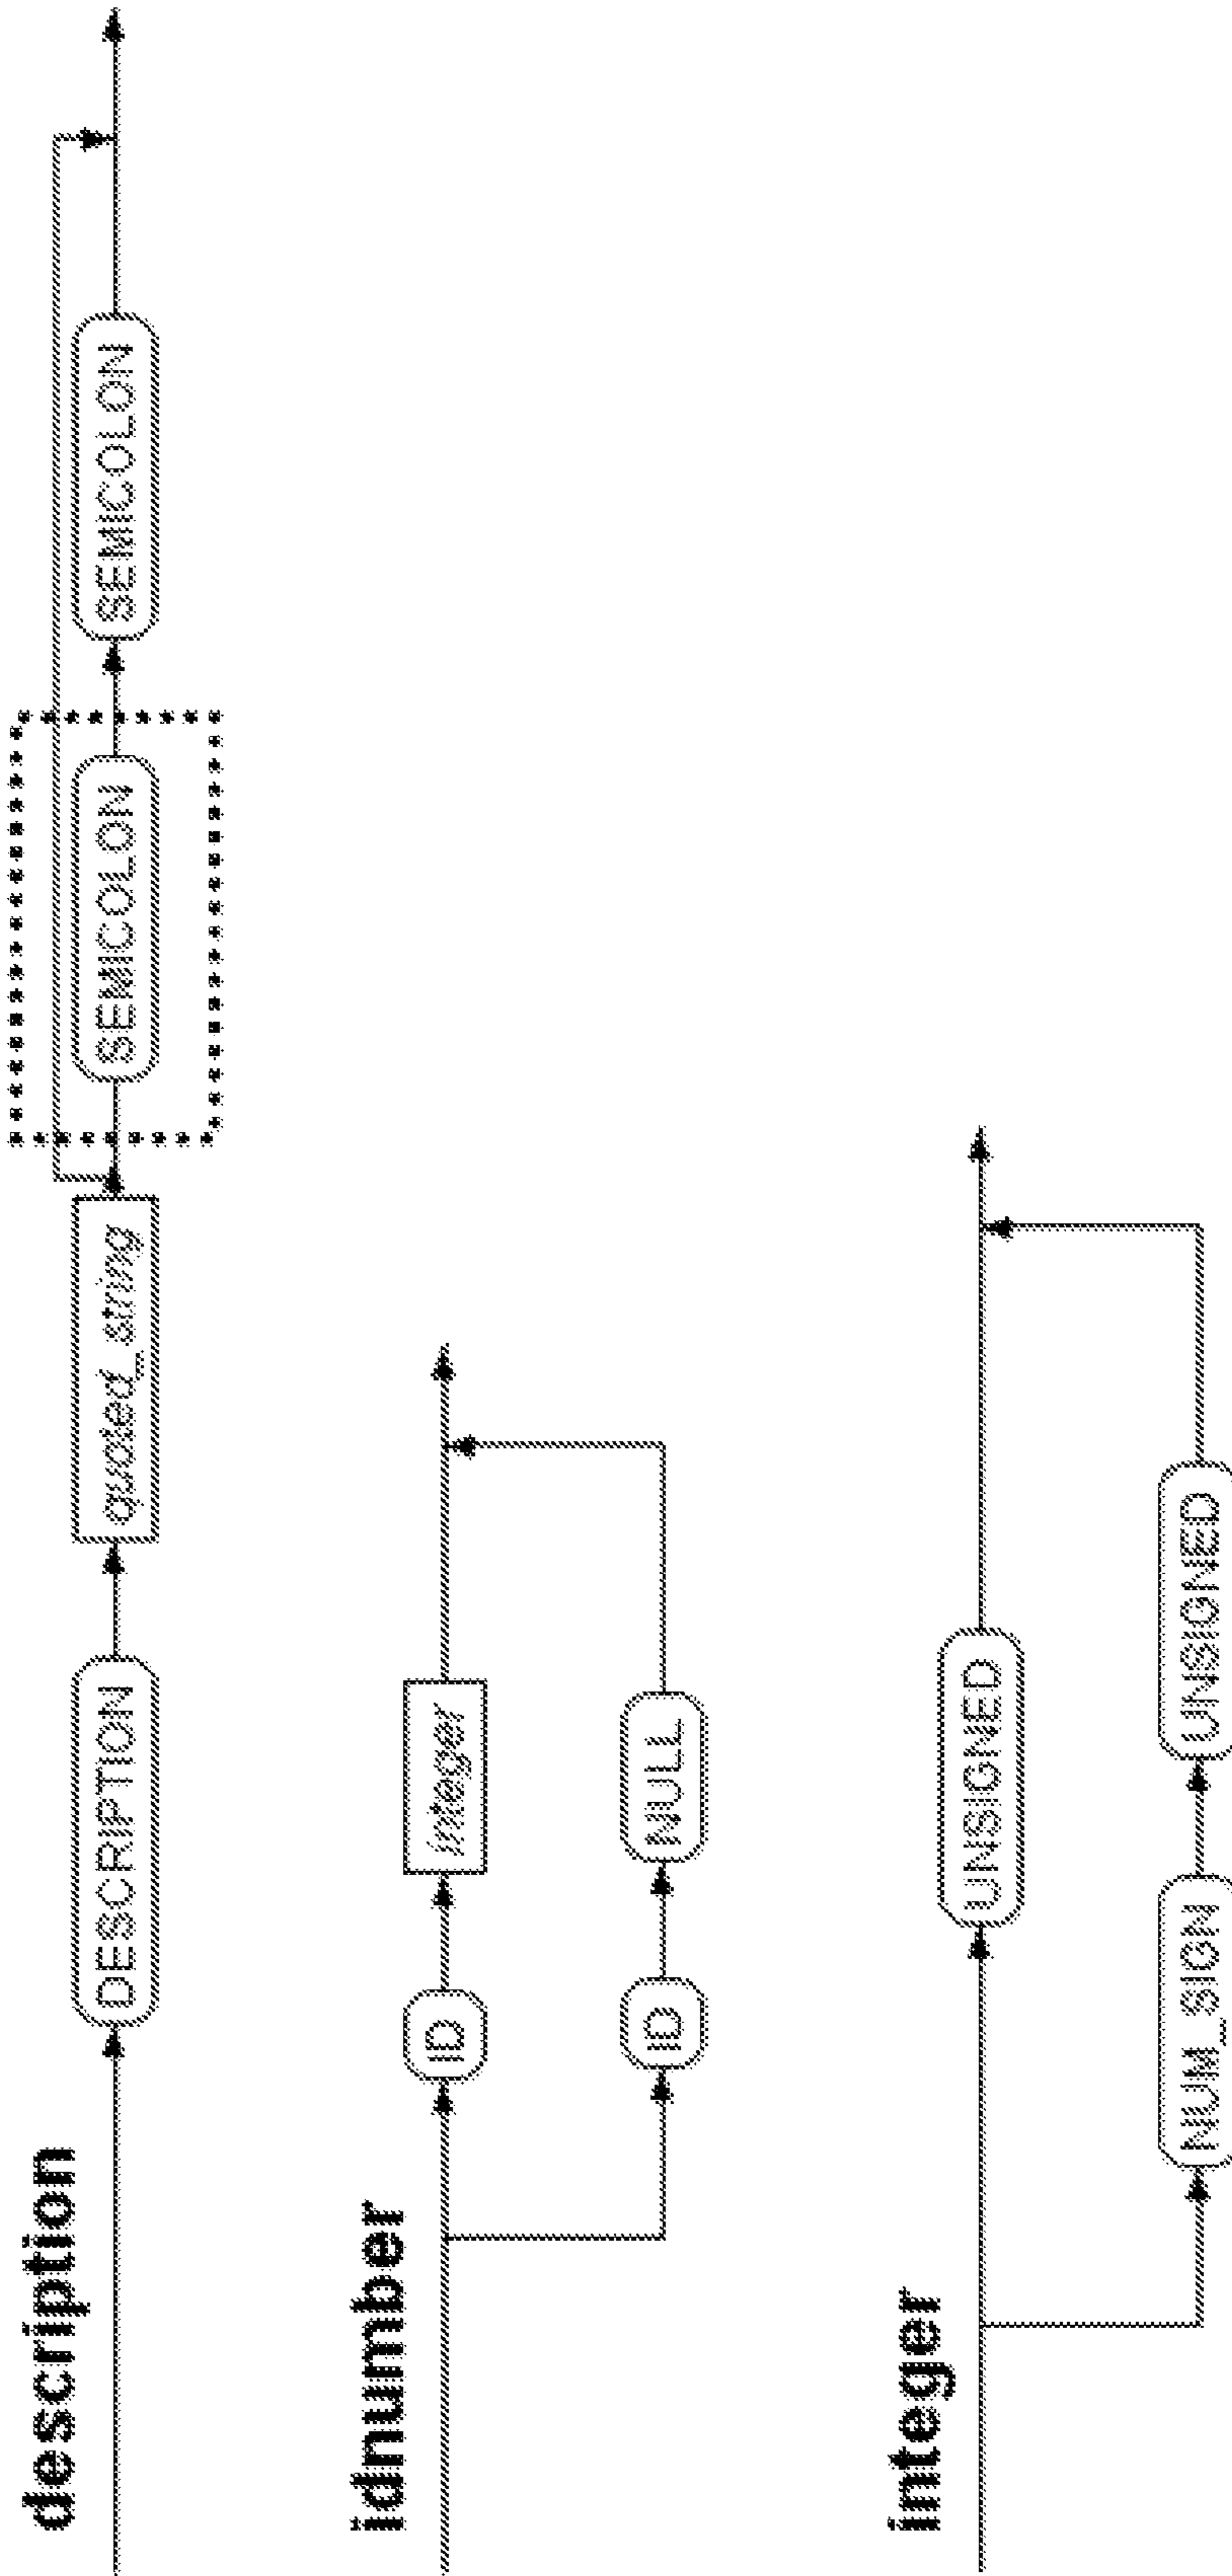 description
DESCRIPTION quoted_string SEMICOLON SEMICOLON
idnumber
ID integer
ID NULL
integer
UNSIGNED
NUM_SIGN UNSIGNED